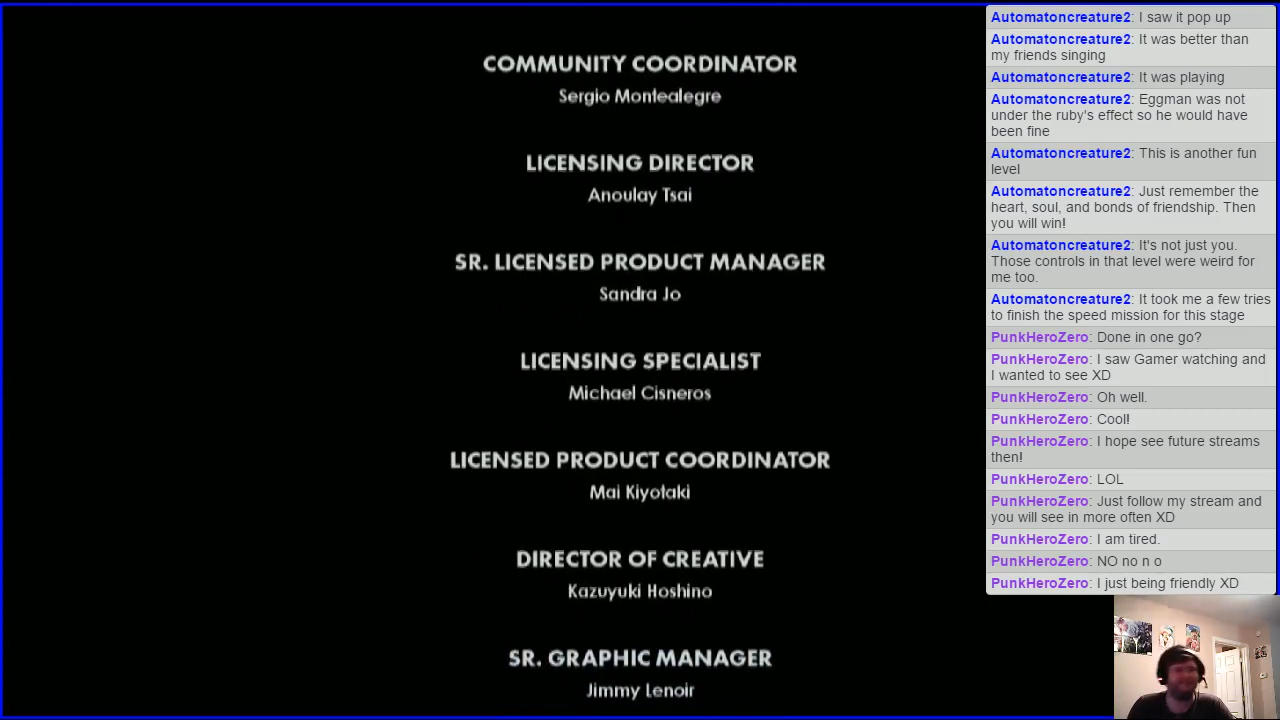 COMMUNITY COORDINATOR
Sergio Montealegre
LICENSING DIRECTOR
Anoulay Tsai
SR. LICENSED PRODUCT MANAGER
Sandra Jo
LICENSING SPECIALIST
Michael Cisneros
LICENSED PRODUCT COORDINATOR
Mai Kiyotaki
DIRECTOR OF CREATIVE
Kazuyuki Hoshino
SR. GRAPHIC MANAGER
Jimmy Lenoir
Automatoncreature2: I saw it pop up
Automatoncreature2: It was better than
my friends singing
Automatoncreature2: It was playing
Automatoncreature2: Eggman was not
under the ruby's effect so he would have
been fine
Automatoncreature2: This is another fun
level
Automatoncreature2: Just remember the
heart, soul, and bonds of friendship. Then
you will win!
Automatoncreature2: It's not just you.
Those controls in that level were weird for
me too.
Automatoncreature2: It took me a few tries
to finish the speed mission for this stage
PunkHeroZero: Done in one go?
PunkHeroZero: I saw Gamer watching and
I wanted to see XD
PunkHeroZero: Oh well.
PunkHeroZero: Cool!
PunkHeroZero: I hope see future streams
then!
PunkHeroZero: LOL
PunkHeroZero: Just follow my stream and
you will see in more often XD
PunkHeroZero: I am tired.
PunkHeroZero: NO no n o
PunkHeroZero: I just being friendly XD